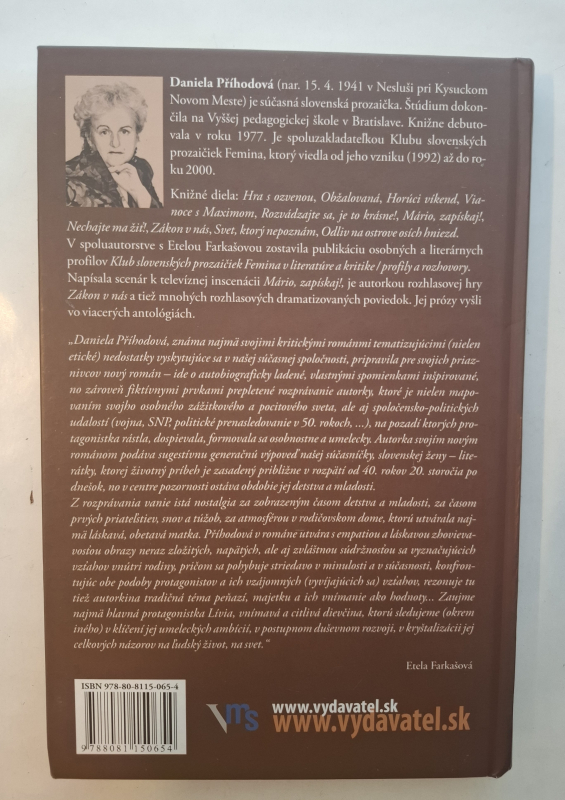 Daniela Příhodová (nar. 15. 4. 1941 v Nesluši pri Kysuckom
Novom Meste) je súčasná slovenská prozaička. Štúdium dokon-
čila na Vyššej pedagogickej škole v Bratislave. Knižne debuto-
vala v roku 1977. Je spoluzakladateľkou Klubu slovenských
prozaičiek Femina, ktorý viedla od jeho vzniku (1992) až do ro-
ku 2000.
Knižné diela: Hra s ozvenou, Obžalovaná, Horúci víkend, Via-
noce s Maximom, Rozvádzajte sa, je to krásne!, Mário, zapískaj!,
Nechajte ma žiť!, Zákon v nás, Svet, ktorý nepoznám, Odliv na ostrove osích hniezd.
V spoluautorstve s Etelou Farkašovou zostavila publikáciu osobných a literárnych
profilov Klub slovenských prozaičiek Femina v literatúre a kritike / profily a rozhovory.
Napísala scenár k televíznej inscenácii Mário, zapískaj!, je autorkou rozhlasovej hry
Zákon v nás a tiež mnohých rozhlasových dramatizovaných poviedok. Jej prózy vyšli
vo viacerých antológiách.
„Daniela Příhodová, známa najmä svojimi kritickými románmi tematizujúcimi (nielen
etické) nedostatky vyskytujúce sa v našej súčasnej spoločnosti, pripravila pre svojich priaz-
nivcov nový román – ide o autobiograficky ladené, vlastnými spomienkami inšpirované,
no zároveň fiktívnymi prvkami prepletené rozprávanie autorky, ktoré je nielen mapo-
vaním svojho osobného zážitkového a pocitového sveta, ale aj spoločensko-politických
udalostí (vojna, SNP, politické prenasledovanie v 50. rokoch, ...), na pozadí ktorých pro-
tagonistka rástla, dospievala, formovala sa osobnostne a umelecky. Autorka svojím novým
románom podáva sugestívnu generačnú výpoveď našej súčasníčky, slovenskej ženy – lite-
rátky, ktorej životný príbeh je zasadený približne v rozpätí od 40. rokov 20. storočia po
dnešok, no v centre pozornosti ostáva obdobie jej detstva a mladosti.
Z rozprávania vanie istá nostalgia za zobrazeným časom detstva a mladosti, za časom
prvých priateľstiev, snov a túžob, za atmosférou v rodičovskom dome, ktorú utvárala naj-
mä láskavá, obetavá matka. Příhodová v románe utvára s empatiou a láskavou zhovieva-
vosťou obrazy neraz zložitých, napätých, ale aj zvláštnou súdržnosťou sa vyznačujúcich
vzťahov vnútri rodiny, pričom sa pohybuje striedavo v minulosti a v súčasnosti, konfron-
tujúc obe podoby protagonistov a ich vzájomných (vyvíjajúcich sa) vzťahov, rezonuje tu
tiež autorkina tradičná téma peňazí, majetku a ich vnímanie ako hodnoty... Zaujme
najmä hlavná protagonistka Lívia, vnímavá a citlivá dievčina, ktorú sledujeme (okrem
iného) v klíčení jej umeleckých ambícií, v postupnom duševnom rozvoji, v kryštalizácii jej
celkových názorov na ľudský život, na svet.“
Etela Farkašová
ISBN 978-80-8115-065-4
9788081150654
Vms
www.vydavatel.sk
www.vydavatel.sk